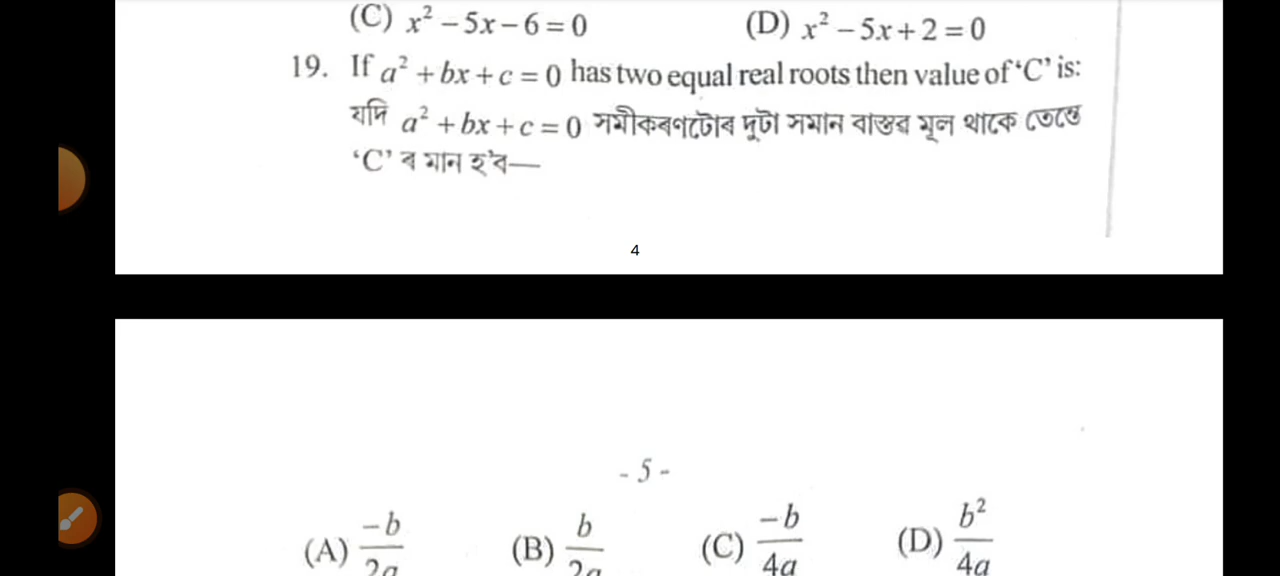 (C) x² – 5x – 6 = 0 (D) x² – 5x + 2 = 0
19. If a² + bx + c = 0 has two equal real roots then value of ‘C’ is:
যদি a² + bx + c = 0 সমীকৰণটোৰ দুটা সমান বাস্তৱ মূল থাকে তেন্তে
‘C’ ৰ মান হ’ব—
4
- 5 -
(A) –b/2a (B) b/2a (C) –b/4a (D) b²/4a